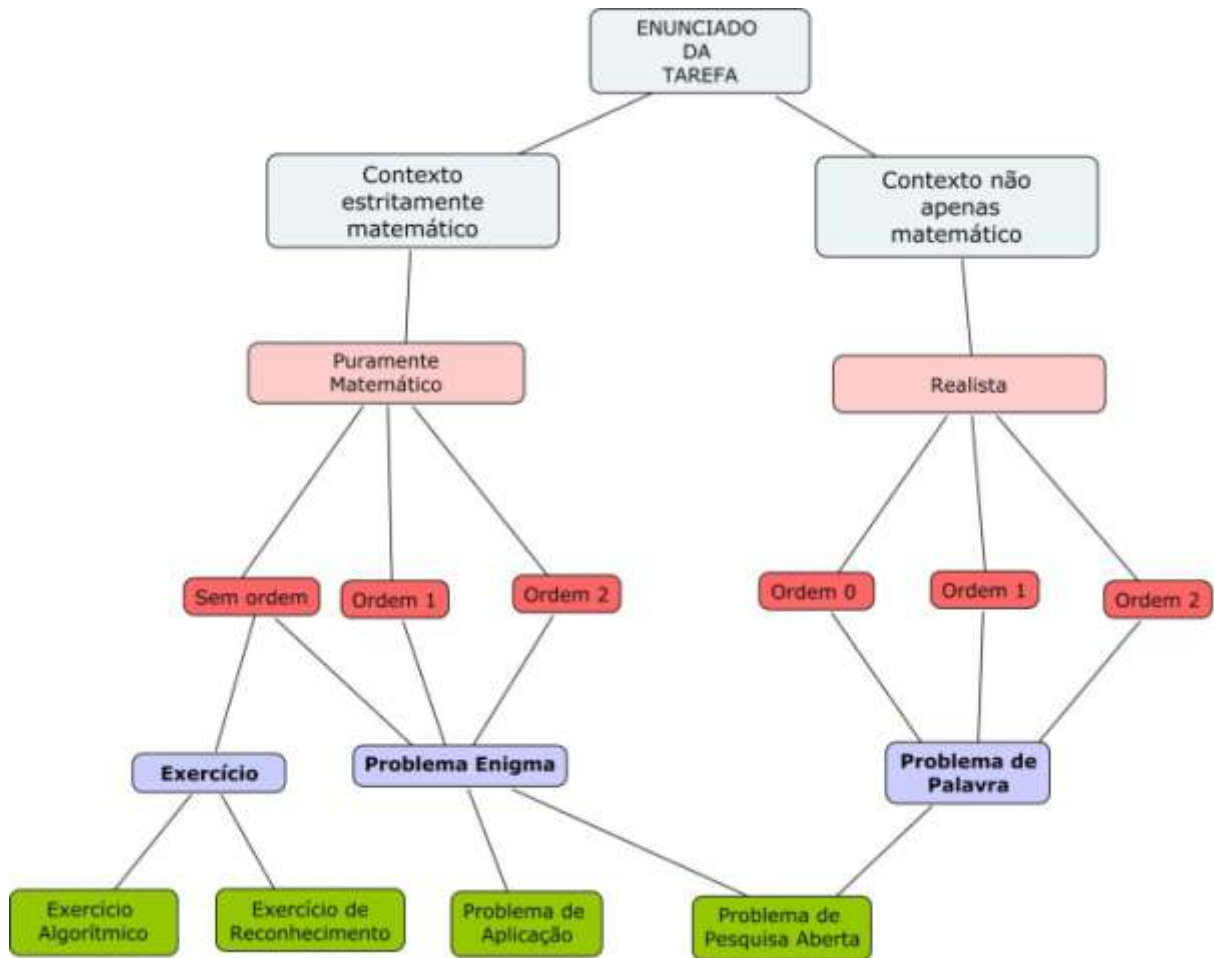 ENUNCIADO
DA
TAREFA
Contexto
estritamente
matemático
Contexto não
apenas
matemático
Puramente
Matemático
Realista
Sem ordem
Ordem 1
Ordem 2
Ordem 0
Ordem 1
Ordem 2
Exercício
Problema Enigma
Problema de
Palavra
Exercício
Algorítmico
Exercício de
Reconhecimento
Problema de
Aplicação
Problema de
Pesquisa Aberta